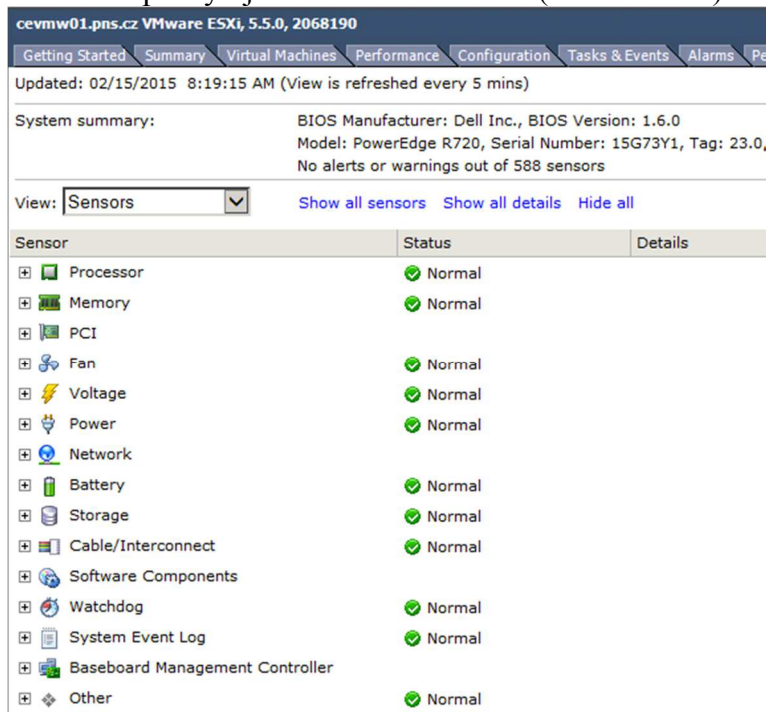 cevmw01.pns.cz VMware ESXi, 5.5.0, 2068190
Getting Started Summary Virtual Machines Performance Configuration Tasks & Events Alarms Pe
Updated: 02/15/2015 8:19:15 AM (View is refreshed every 5 mins)
System summary: BIOS Manufacturer: Dell Inc., BIOS Version: 1.6.0
Model: PowerEdge R720, Serial Number: 15G73Y1, Tag: 23.0,
No alerts or warnings out of 588 sensors
View: Sensors Show all sensors Show all details Hide all
Sensor Status Details
Processor Normal
Memory Normal
PCI
Fan Normal
Voltage Normal
Power Normal
Network
Battery Normal
Storage Normal
Cable/Interconnect Normal
Software Components
Watchdog Normal
System Event Log Normal
Baseboard Management Controller
Other Normal